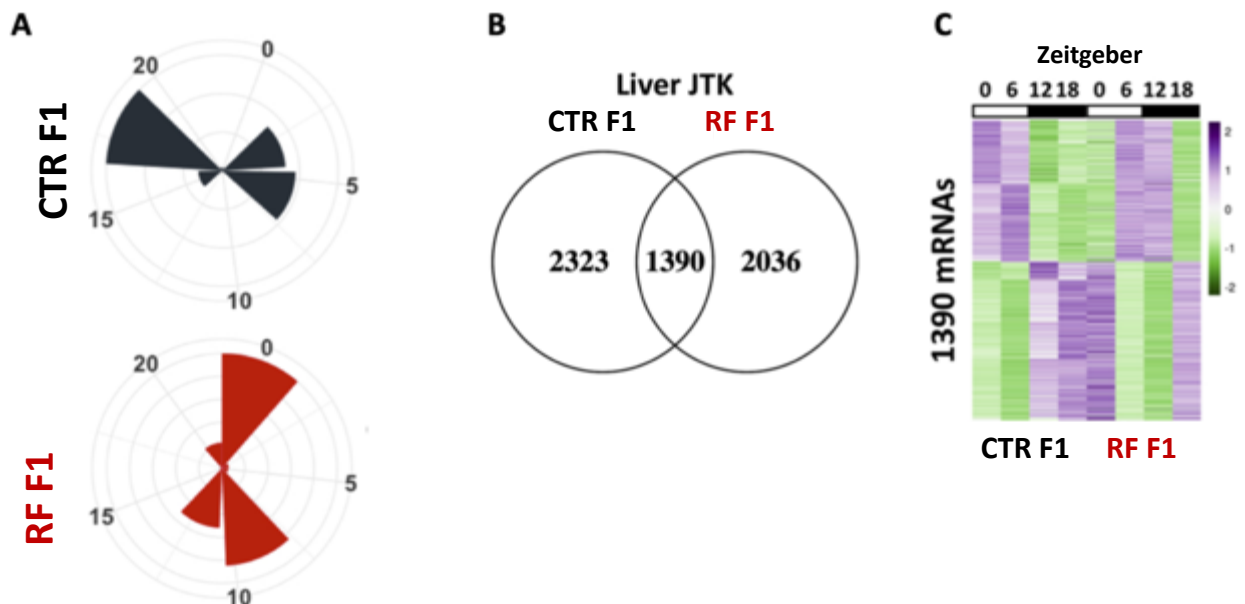 A
CTR F1
0
5
10
15
20
RF F1
0
5
10
15
20
B
Liver JTK
CTR F1 RF F1
2323 1390 2036
C
Zeitgeber
0 6 12 18 0 6 12 18
1390 mRNAs
2
1
0
-1
-2
CTR F1 RF F1